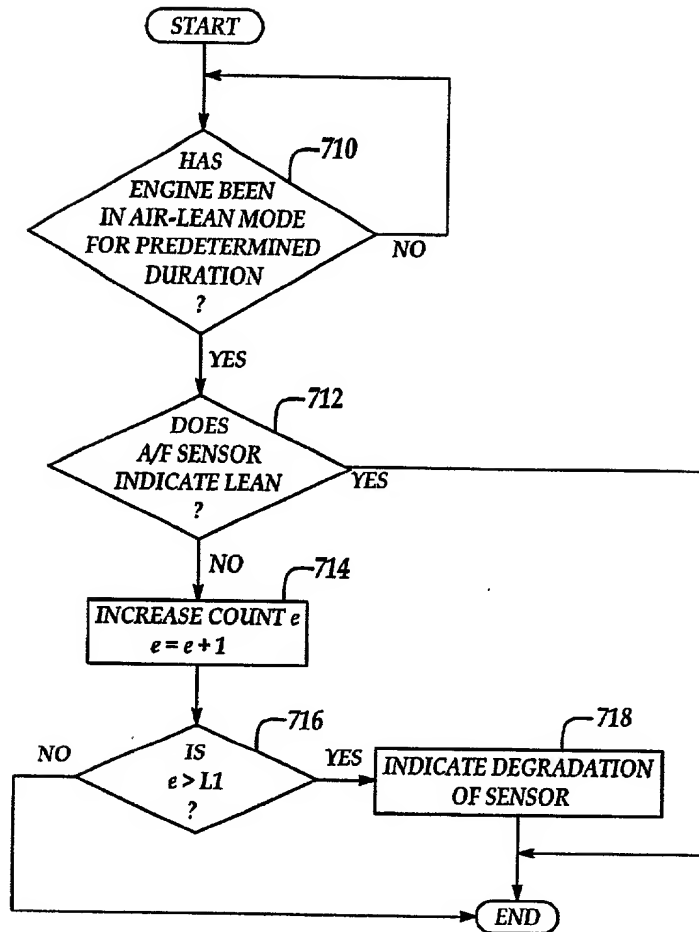 START
710
HAS
ENGINE BEEN
IN AIR-LEAN MODE
FOR PREDETERMINED
DURATION
?
NO
YES
712
DOES
A/F SENSOR
INDICATE LEAN
?
YES
NO
714
INCREASE COUNT e
e = e + 1
716
IS
e > L1
?
NO
YES
718
INDICATE DEGRADATION
OF SENSOR
END